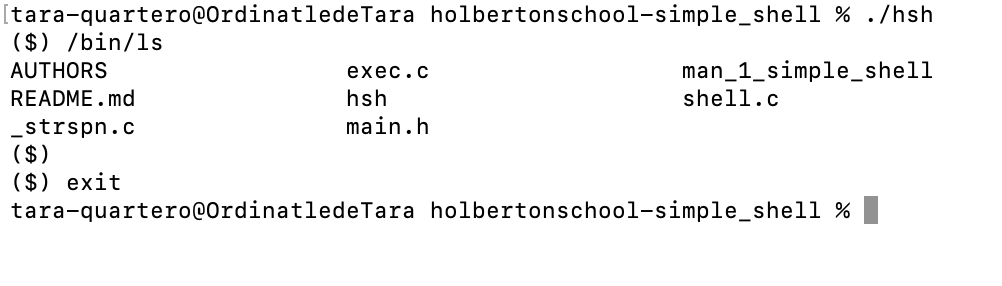 [tara-quartero@OrdinatledeTara holbertonschool-simple_shell % ./hsh
($) /bin/ls
AUTHORS exec.c man_1_simple_shell
README.md hsh shell.c
_strspn.c main.h
($)
($) exit
tara-quartero@OrdinatledeTara holbertonschool-simple_shell %